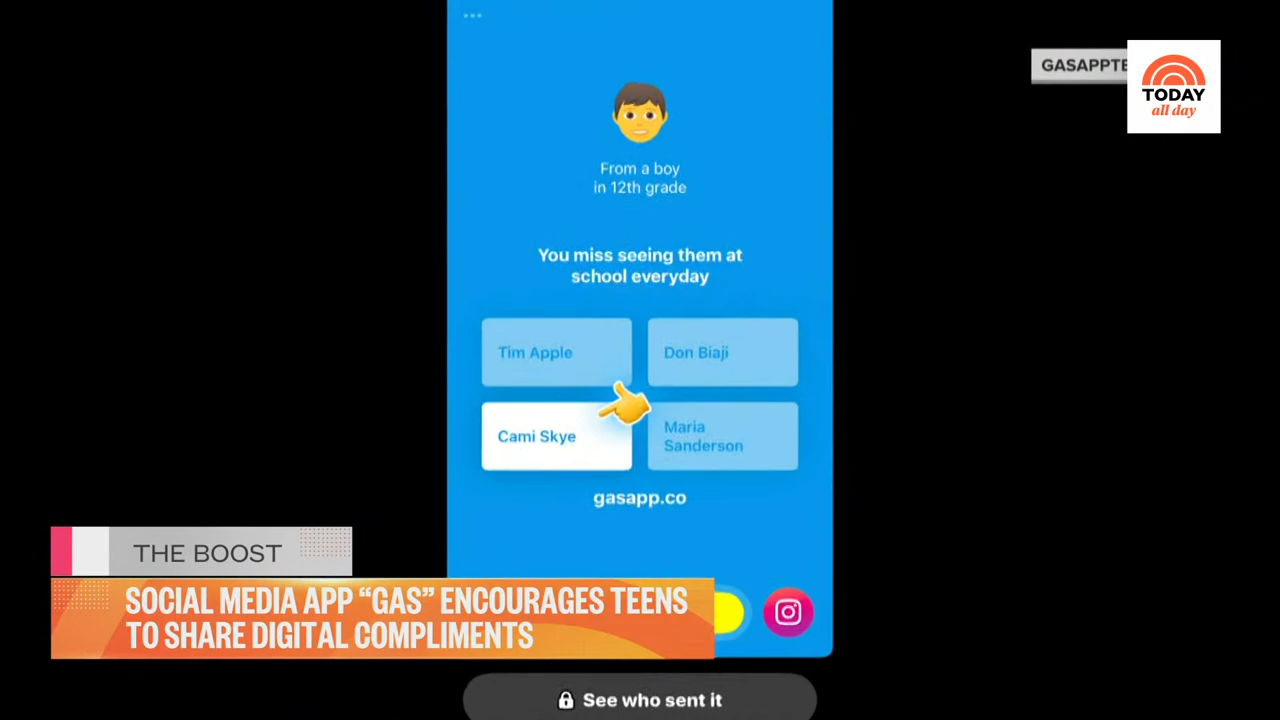 GASAPPTE
TODAY
all day
From a boy
in 12th grade
You miss seeing them at
school everyday
Tim Apple
Don Biaji
Cami Skye
Maria
Sanderson
gasapp.co
THE BOOST
SOCIAL MEDIA APP “GAS” ENCOURAGES TEENS
TO SHARE DIGITAL COMPLIMENTS
See who sent it